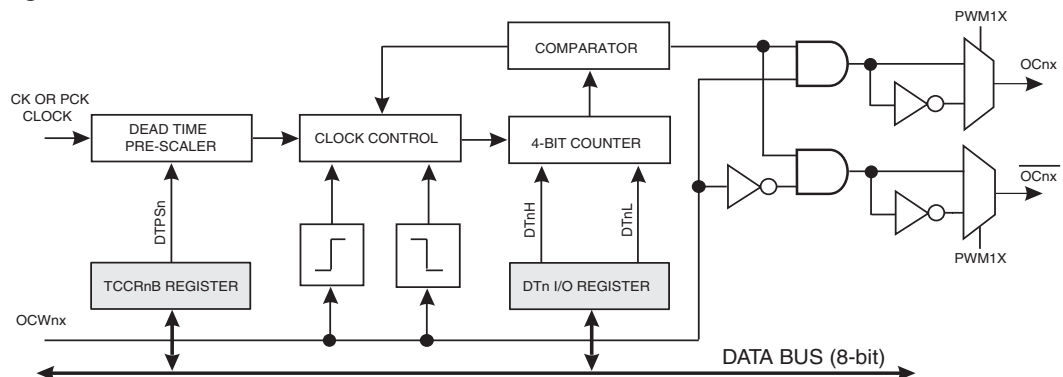 PWM1X
COMPARATOR
OCnx
CK OR PCK
CLOCK
DEAD TIME
PRE-SCALER
CLOCK CONTROL
4-BIT COUNTER
OCnx
DTPSn
DTnH
DTnL
PWM1X
TCCRnB REGISTER
DTn I/O REGISTER
OCWnx
DATA BUS (8-bit)